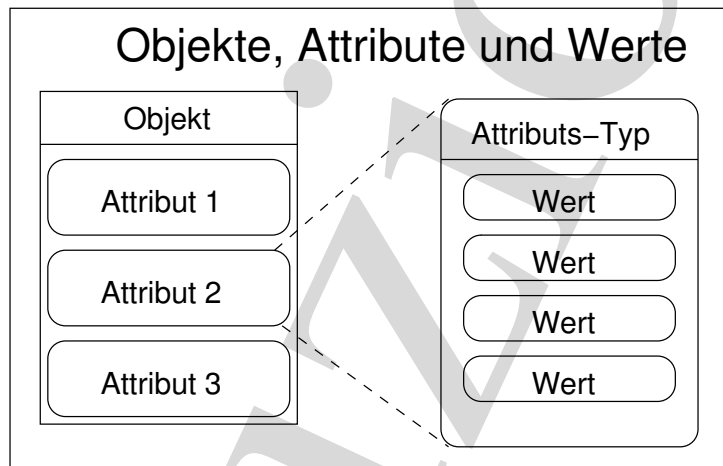 Objekte, Attribute und Werte
Objekt
Attribut 1
Attribut 2
Attribut 3
Attributs−Typ
Wert
Wert
Wert
Wert